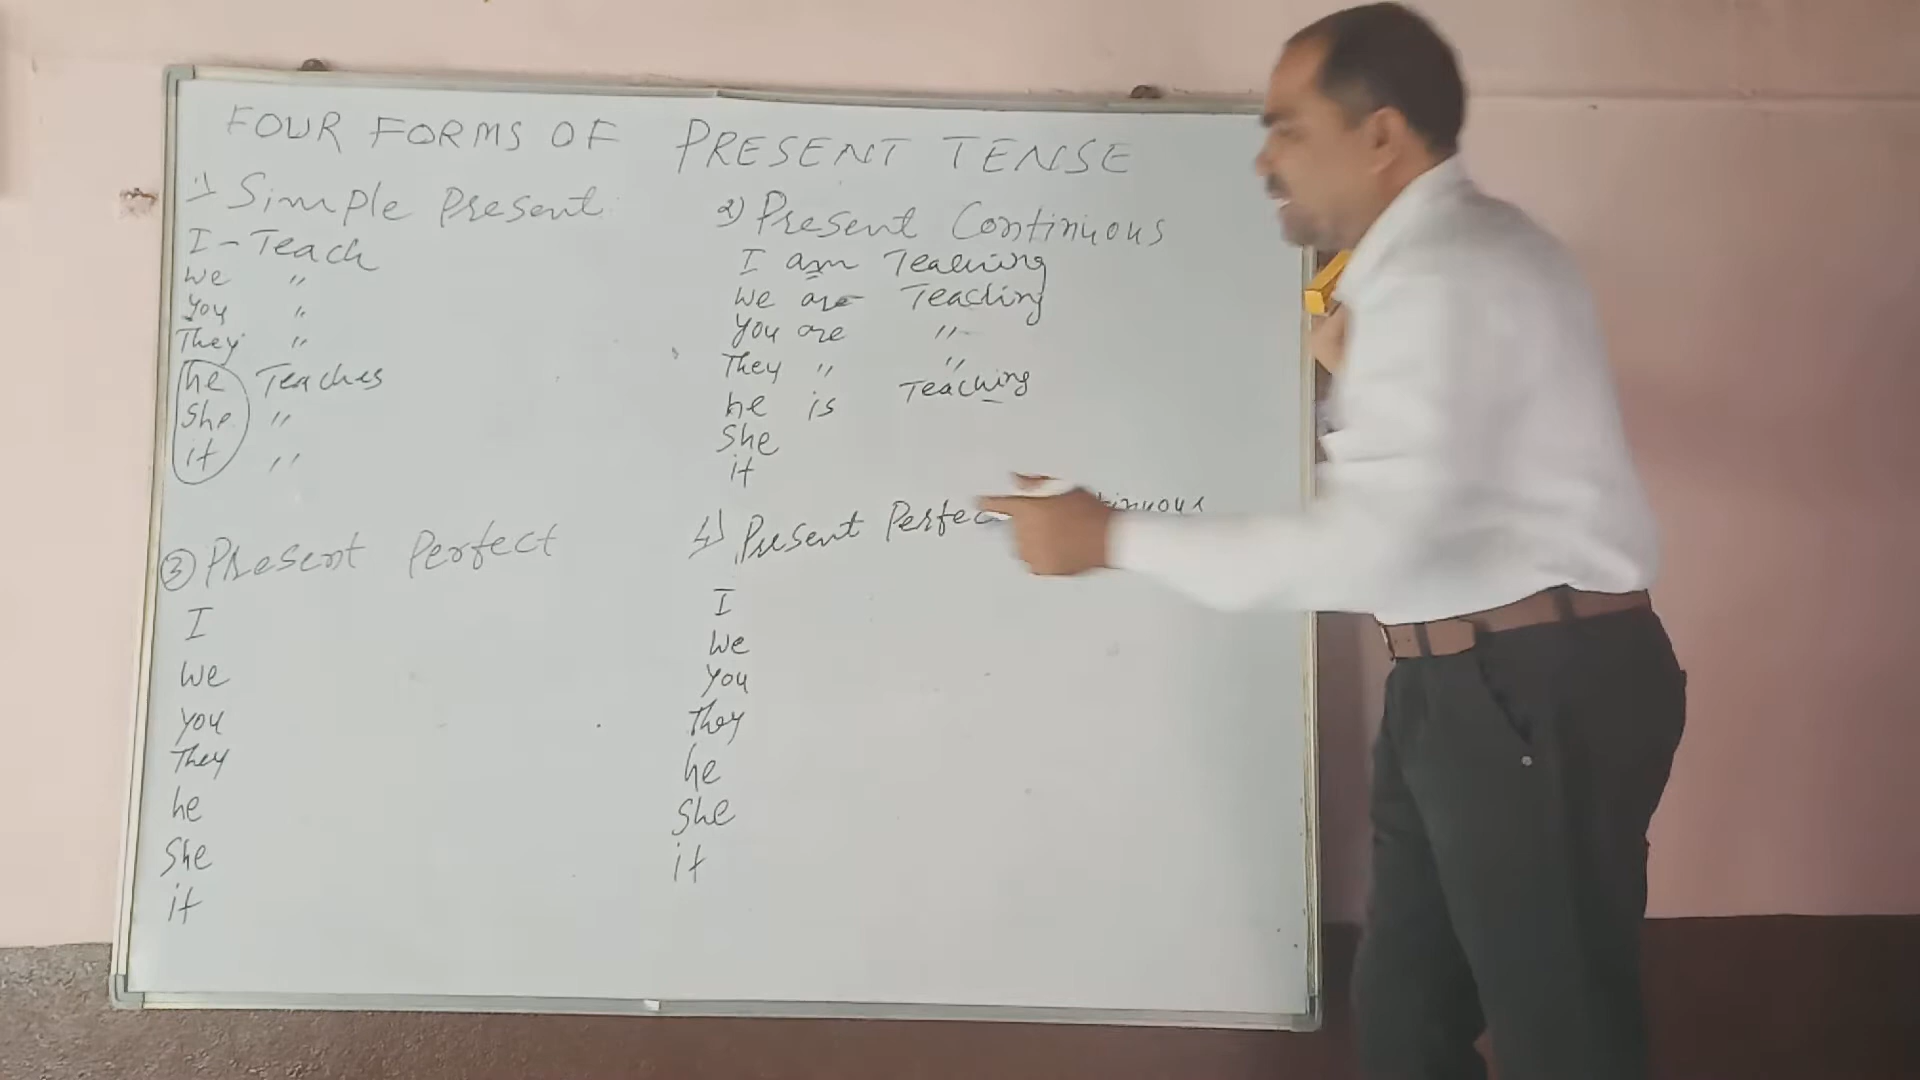 FOUR FORMS OF PRESENT TENSE
1) Simple Present
I - Teach
We "
You "
They "
he Teaches
She "
it "
2) Present Continuous
I am Teaching
We are Teaching
You are "
They " "
he is Teaching
She
it
③ Present Perfect
I
We
You
They
he
She
it
4) Present Perfec tinuous
I
We
You
They
he
She
it